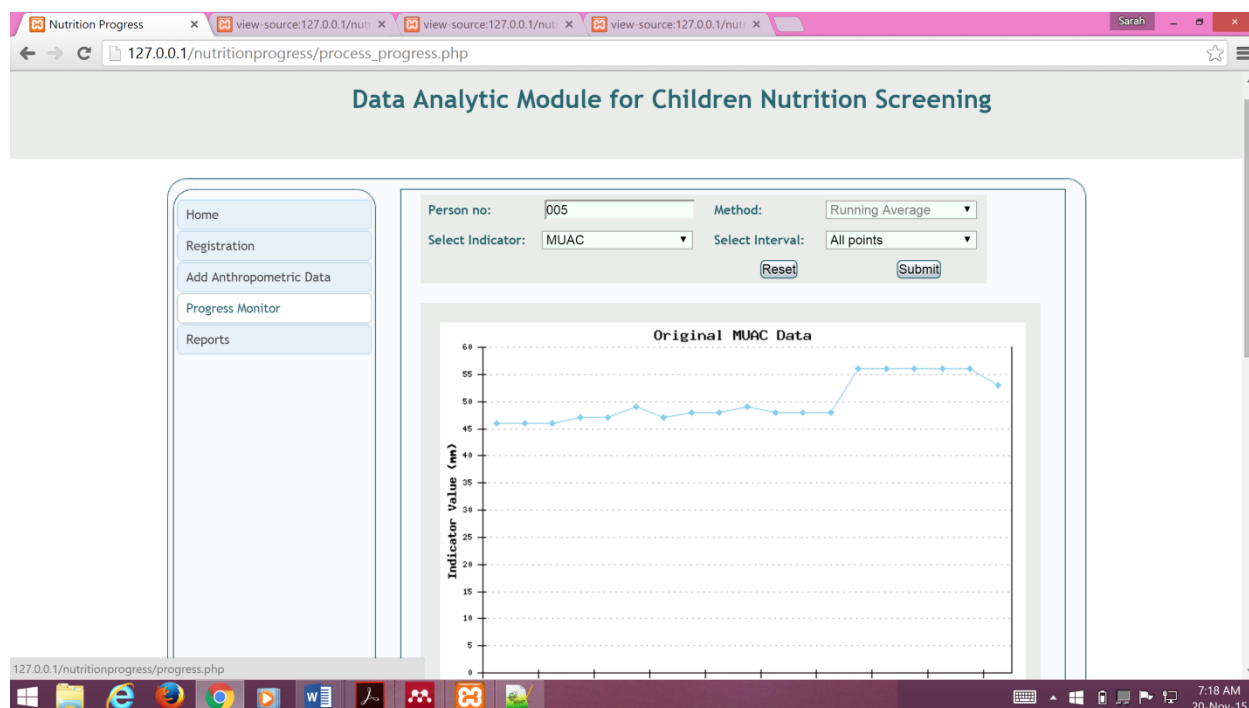 Nutrition Progress
view-source:127.0.0.1/nutr
view-source:127.0.0.1/nutr
view-source:127.0.0.1/nutr
Sarah
127.0.0.1/nutritionprogress/process_progress.php
Data Analytic Module for Children Nutrition Screening
Home
Registration
Add Anthropometric Data
Progress Monitor
Reports
Person no: 005 Method: Running Average
Select Indicator: MUAC Select Interval: All points
Reset Submit
Original MUAC Data
Indicator Value (mm)
60
55
50
45
40
35
30
25
20
15
10
5
0
127.0.0.1/nutritionprogress/progress.php
7:18 AM
20-Nov-15